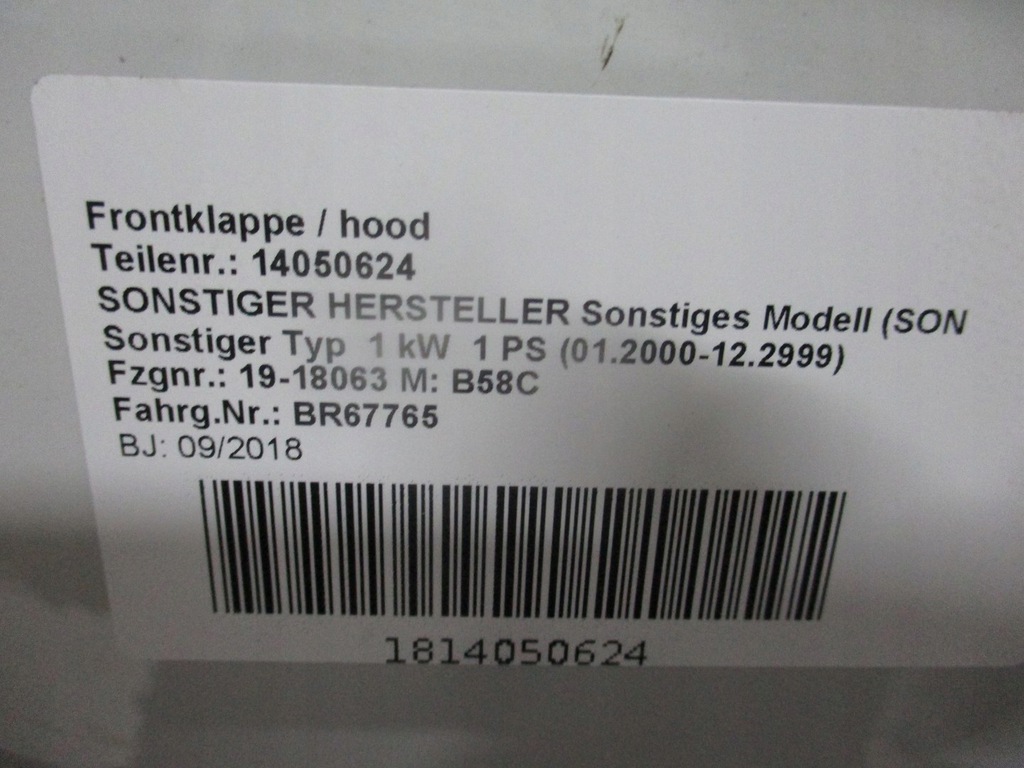 Frontklappe / hood
Teilenr.: 14050624
SONSTIGER HERSTELLER Sonstiges Modell (SON
Sonstiger Typ 1 kW 1 PS (01.2000-12.2999)
Fzgnr.: 19-18063 M: B58C
Fahrg.Nr.: BR67765
BJ: 09/2018
1814050624